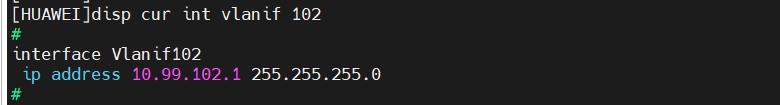 [HUAWEI]disp cur int vlanif 102
#
interface Vlanif102
 ip address 10.99.102.1 255.255.255.0
#